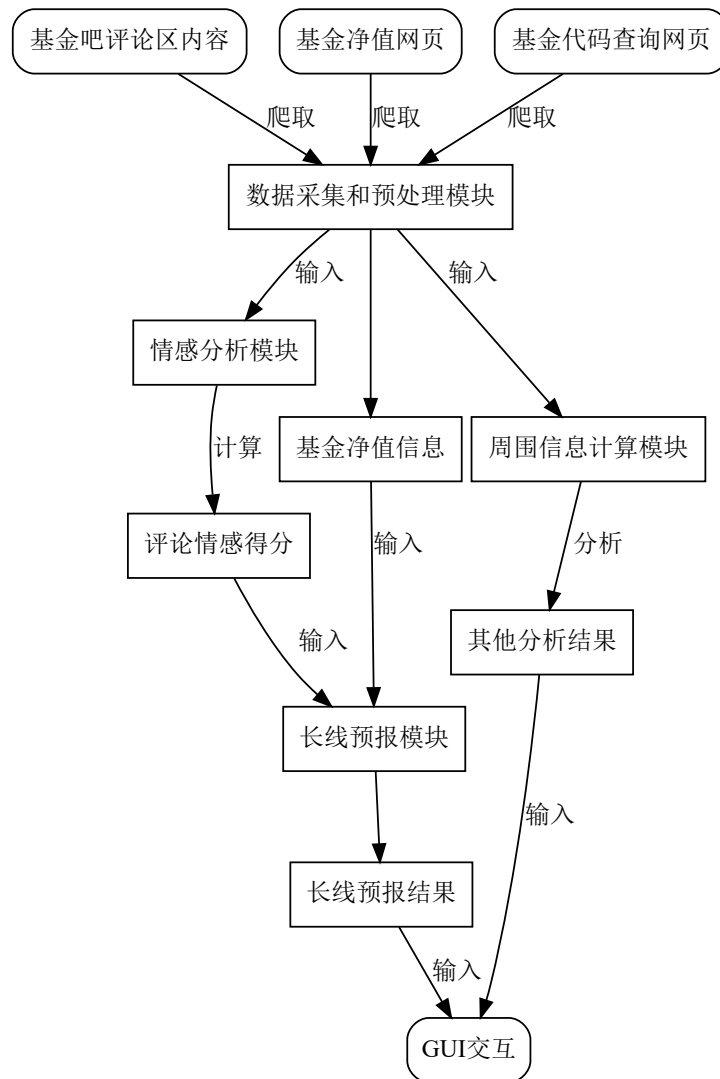 基金吧评论区内容
基金净值网页
基金代码查询网页
爬取
爬取
爬取
数据采集和预处理模块
输入
输入
情感分析模块
计算
基金净值信息
周围信息计算模块
评论情感得分
输入
分析
输入
其他分析结果
长线预报模块
输入
长线预报结果
输入
GUI交互